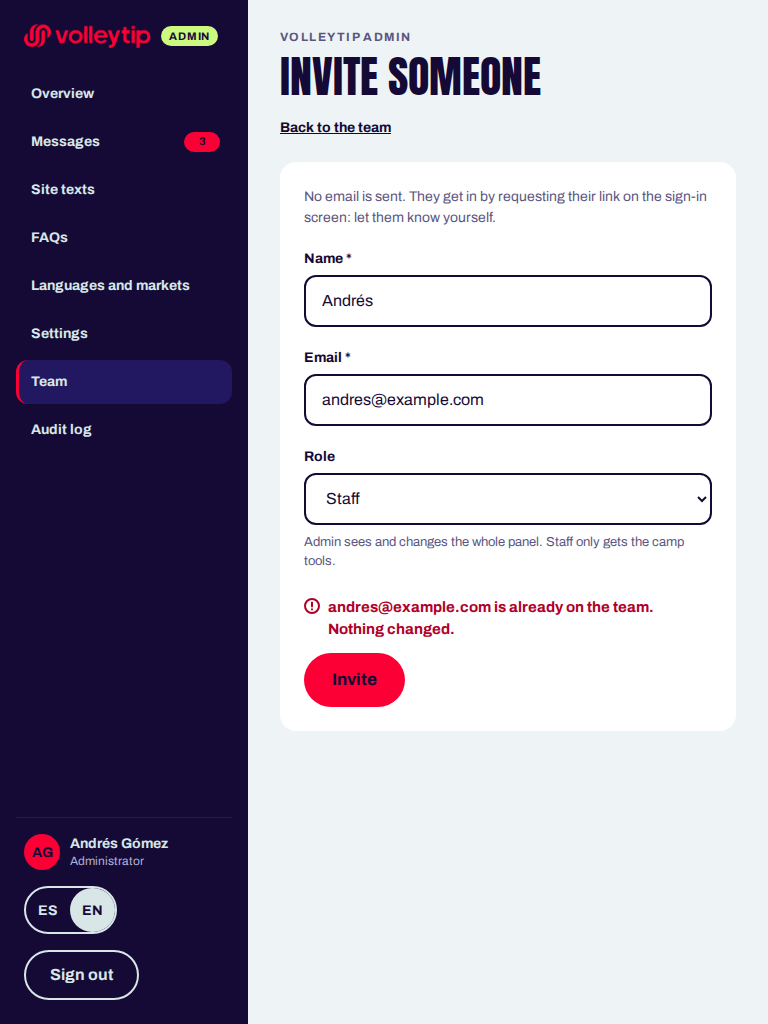 volleytip ADMIN
Overview
Messages 3
Site texts
FAQs
Languages and markets
Settings
Team
Audit log
AG Andrés Gómez
Administrator
ES EN
Sign out
VOLLEYTIP ADMIN
INVITE SOMEONE
Back to the team
No email is sent. They get in by requesting their link on the sign-in
screen: let them know yourself.
Name *
Andrés
Email *
andres@example.com
Role
Staff
Admin sees and changes the whole panel. Staff only gets the camp
tools.
andres@example.com is already on the team.
Nothing changed.
Invite